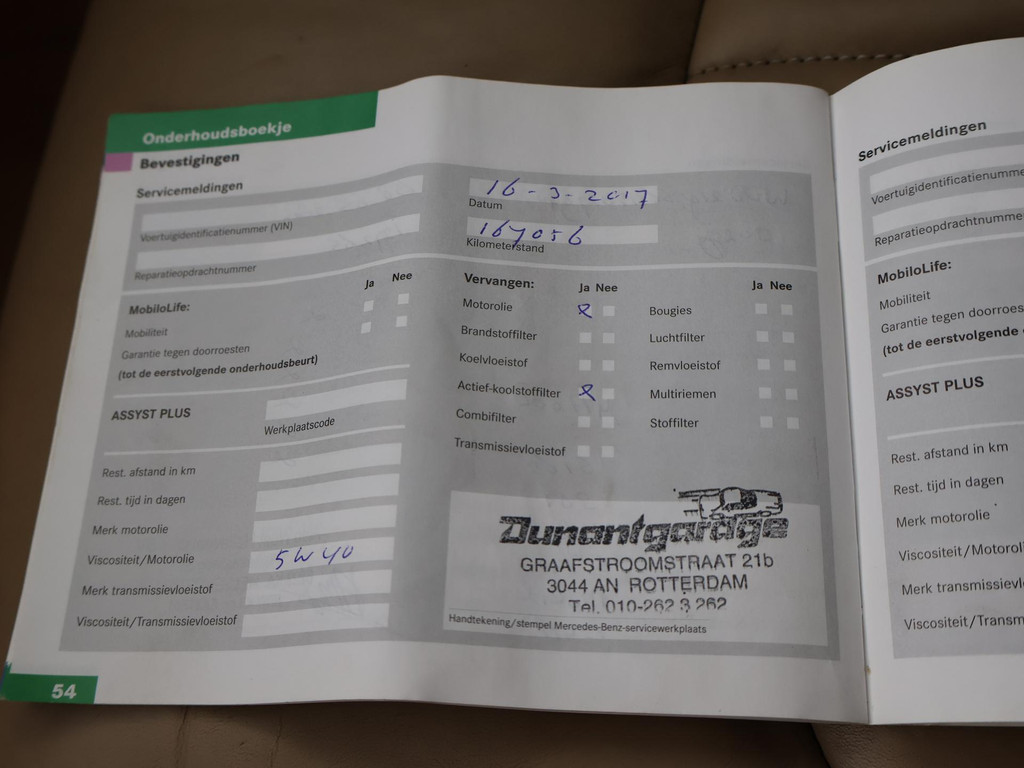 Onderhoudsboekje
Bevestigingen
Servicemeldingen
Voertuigidentificatienummer (VIN)
Reparatieopdrachtnummer
16-3-2017
Datum
167056
Kilometerstand
Ja Nee
MobiloLife:
Mobiliteit
Garantie tegen doorroesten
(tot de eerstvolgende onderhoudsbeurt)
ASSYST PLUS
Werkplaatscode
Rest. afstand in km
Rest. tijd in dagen
Merk motorolie
Viscositeit/Motorolie 5W40
Merk transmissievloeistof
Viscositeit/Transmissievloeistof
Vervangen: Ja Nee Ja Nee
Motorolie x Bougies
Brandstoffilter Luchtfilter
Koelvloeistof Remvloeistof
Actief-koolstoffilter x Multiriemen
Combifilter Stoffilter
Transmissievloeistof
Dunantgarage
GRAAFSTROOMSTRAAT 21b
3044 AN ROTTERDAM
Tel. 010-262 3 262
Handtekening/stempel Mercedes-Benz-servicewerkplaats
54
Servicemeldingen
Voertuigidentificatienumme
Reparatieopdrachtnumme
MobiloLife:
Mobiliteit
Garantie tegen doorroes
(tot de eerstvolgende
ASSYST PLUS
Rest. afstand in km
Rest. tijd in dagen
Merk motorolie
Viscositeit/Motorol
Merk transmissievl
Viscositeit/Transm